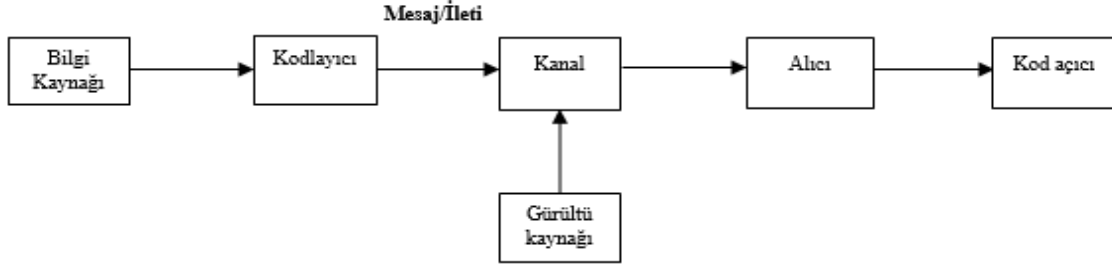 Mesaj/İleti
Bilgi
Kaynağı
Kodlayıcı
Kanal
Alıcı
Kod açıcı
Gürültü
kaynağı